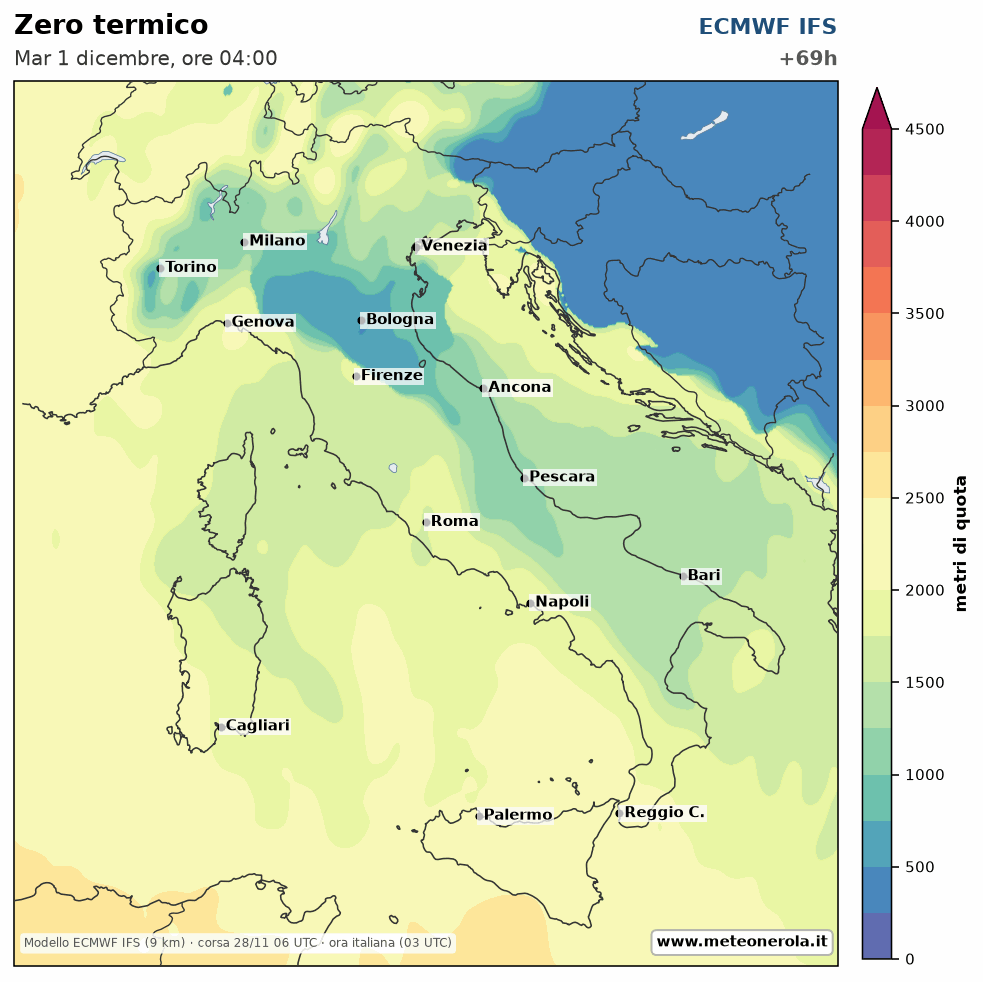 Zero termico
ECMWF IFS
Mar 1 dicembre, ore 04:00
+69h
4500
4000
3500
3000
2500
2000
1500
1000
500
0
metri di quota
Milano
Venezia
Torino
Genova
Bologna
Firenze
Ancona
Pescara
Roma
Bari
Napoli
Cagliari
Palermo
Reggio C.
Modello ECMWF IFS (9 km) · corsa 28/11 06 UTC · ora italiana (03 UTC)
www.meteonerola.it